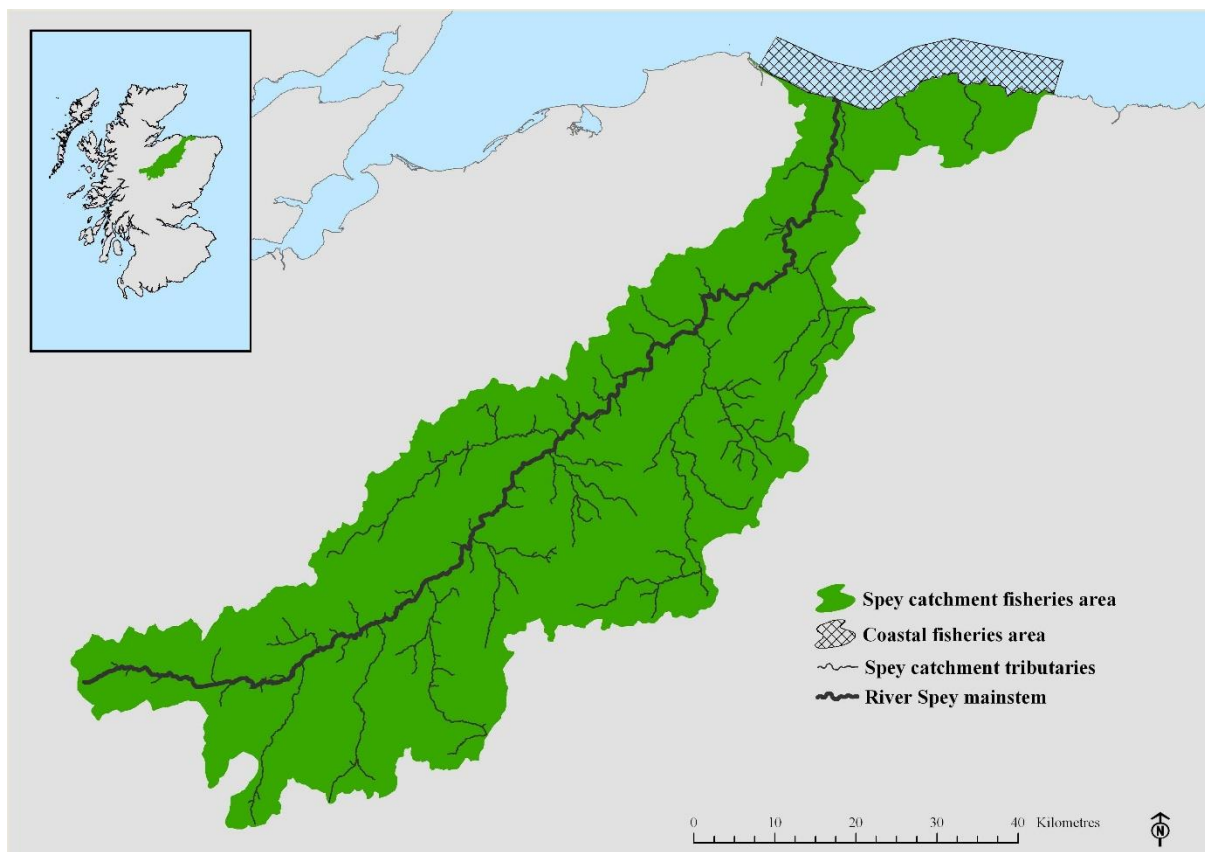 Spey catchment fisheries area
Coastal fisheries area
Spey catchment tributaries
River Spey mainstem
0 10 20 30 40 Kilometres
N